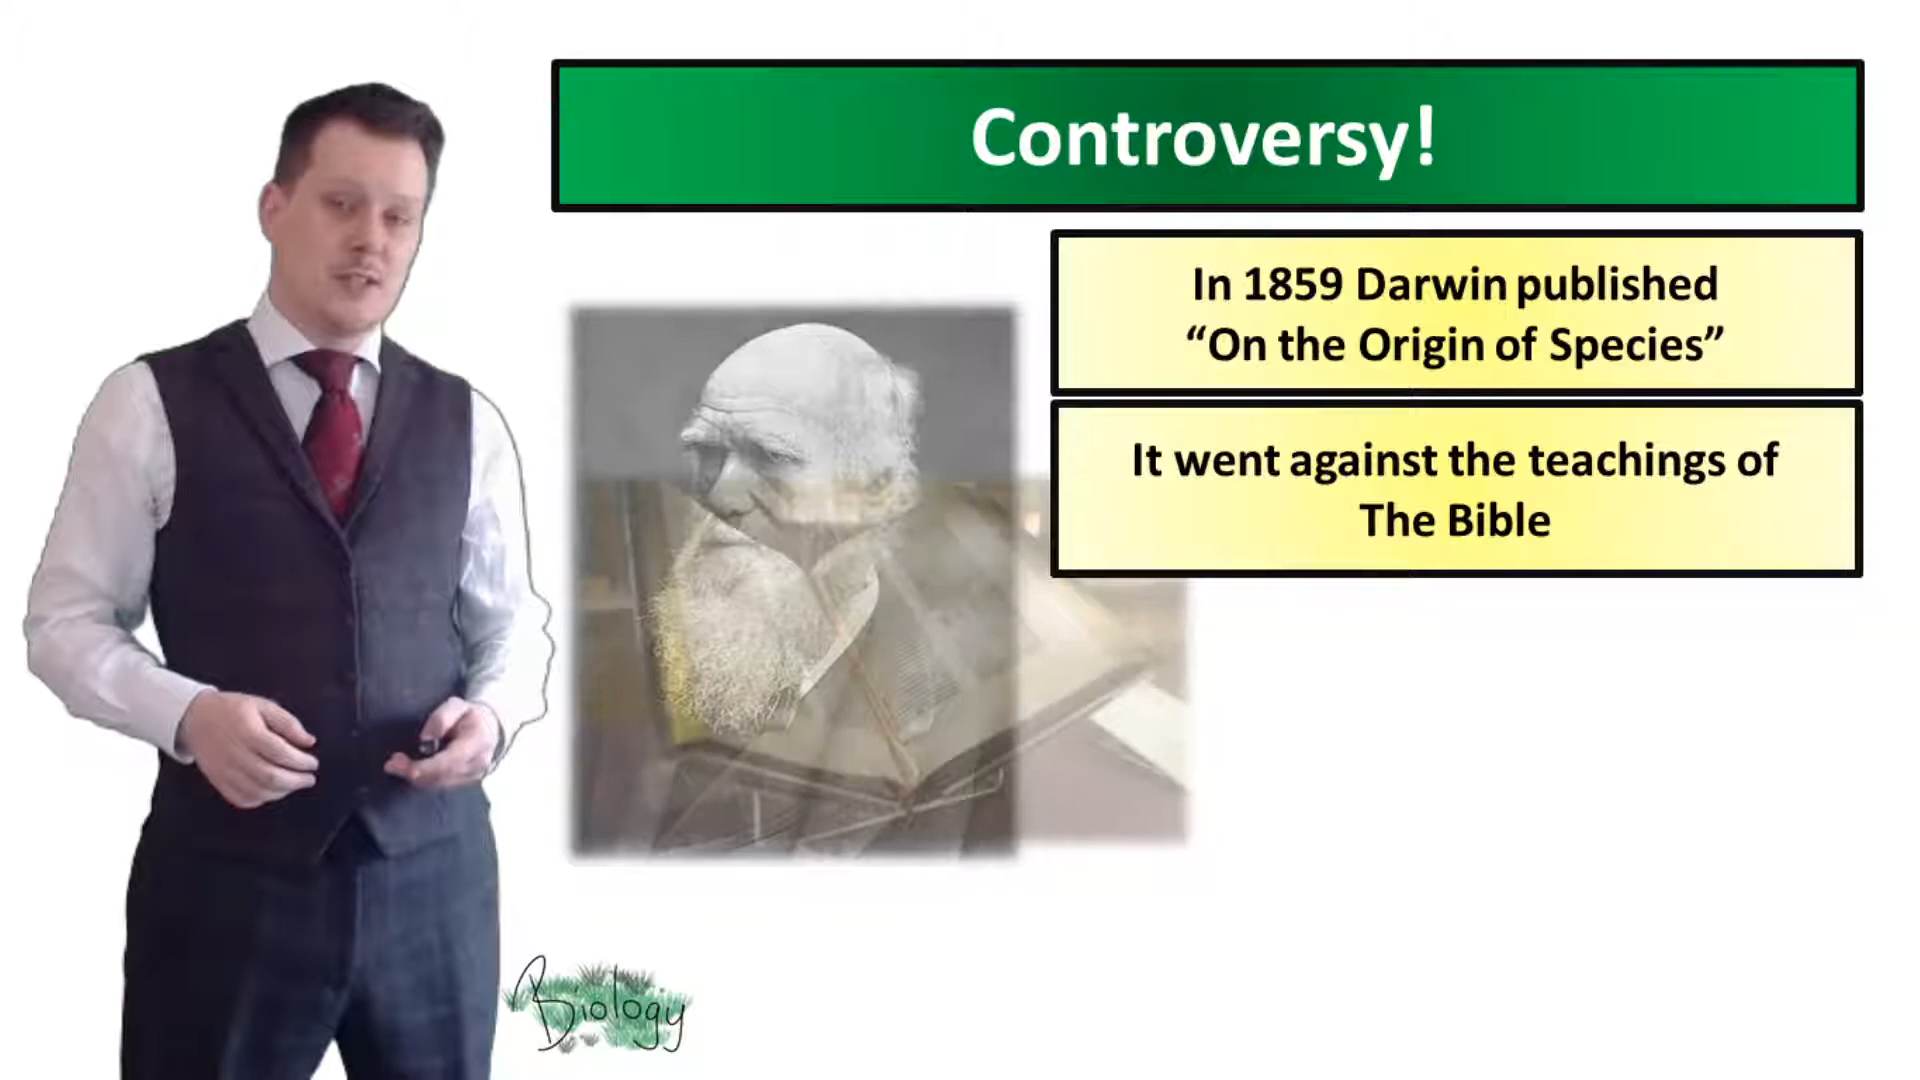 Controversy!
In 1859 Darwin published
“On the Origin of Species”
It went against the teachings of
The Bible
Biology